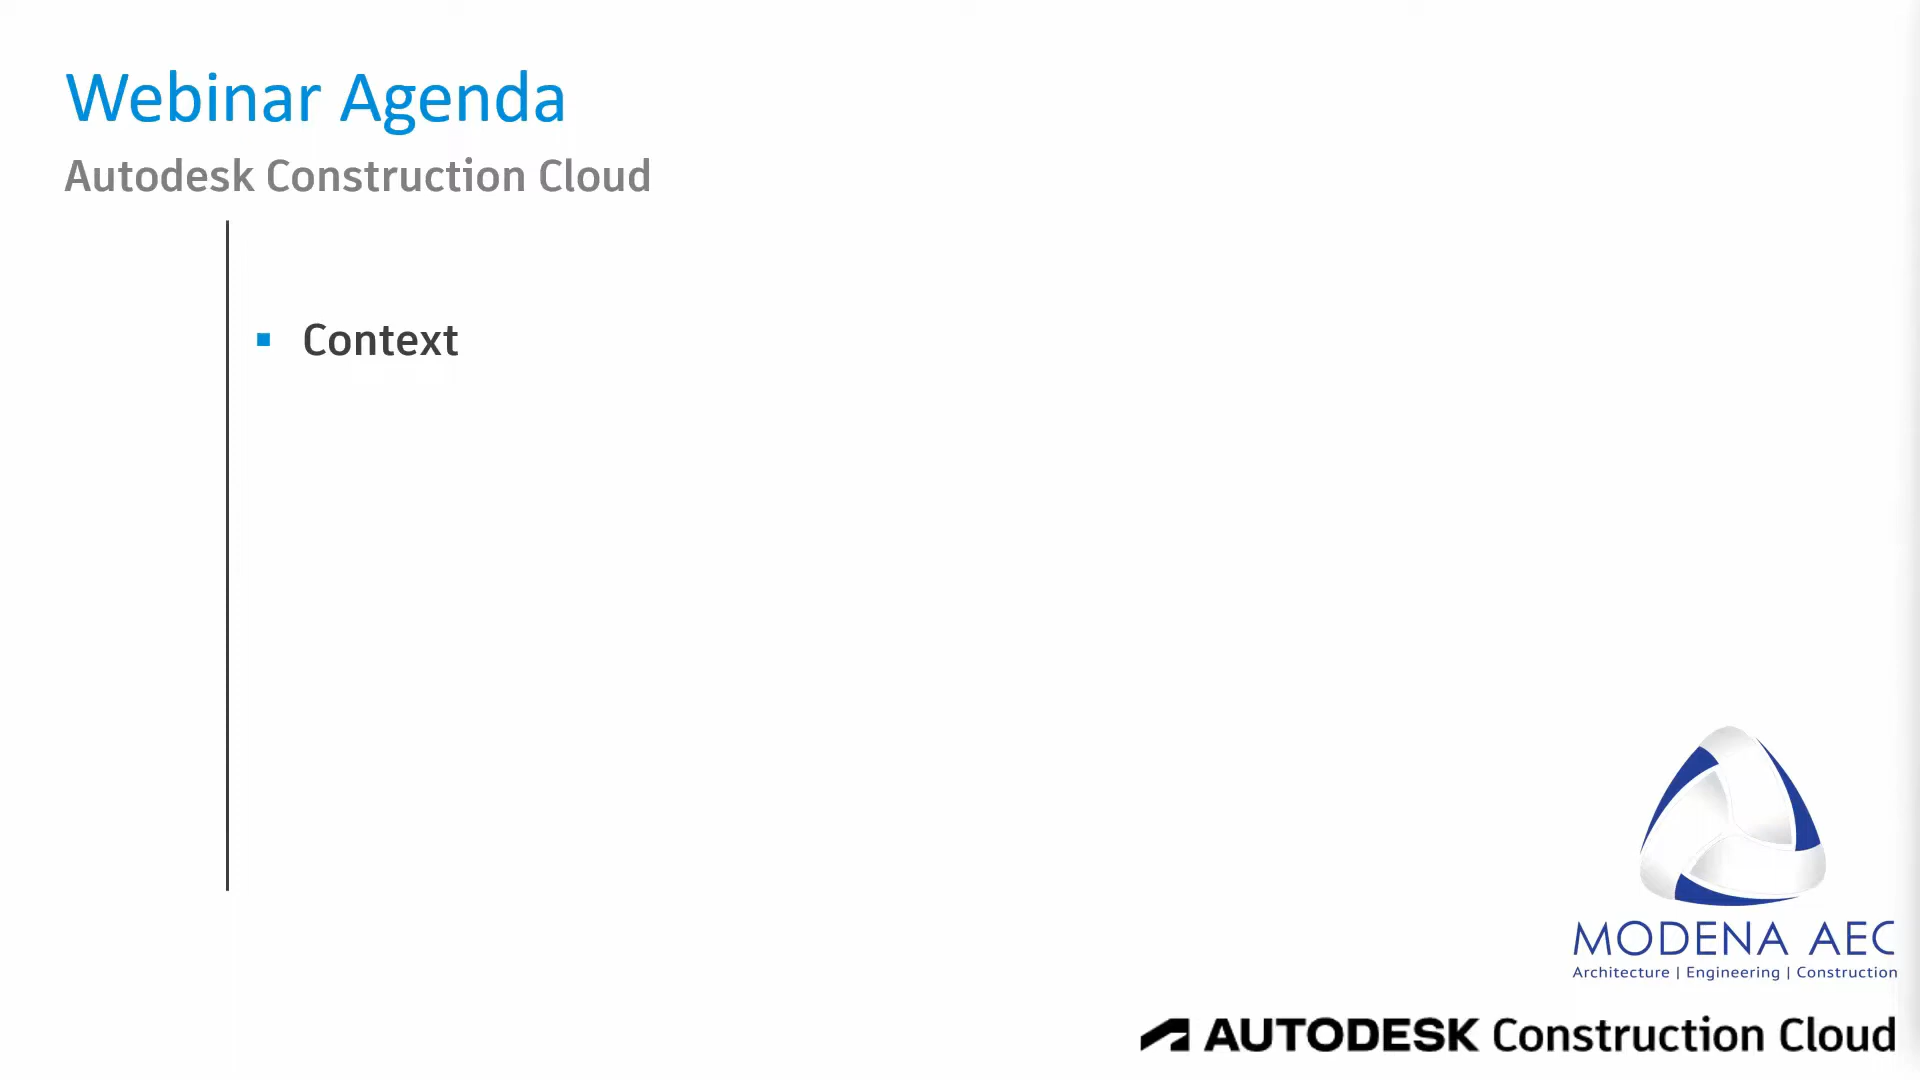 Webinar Agenda
Autodesk Construction Cloud
Context
MODENA AEC
Architecture | Engineering | Construction
AUTODESK Construction Cloud